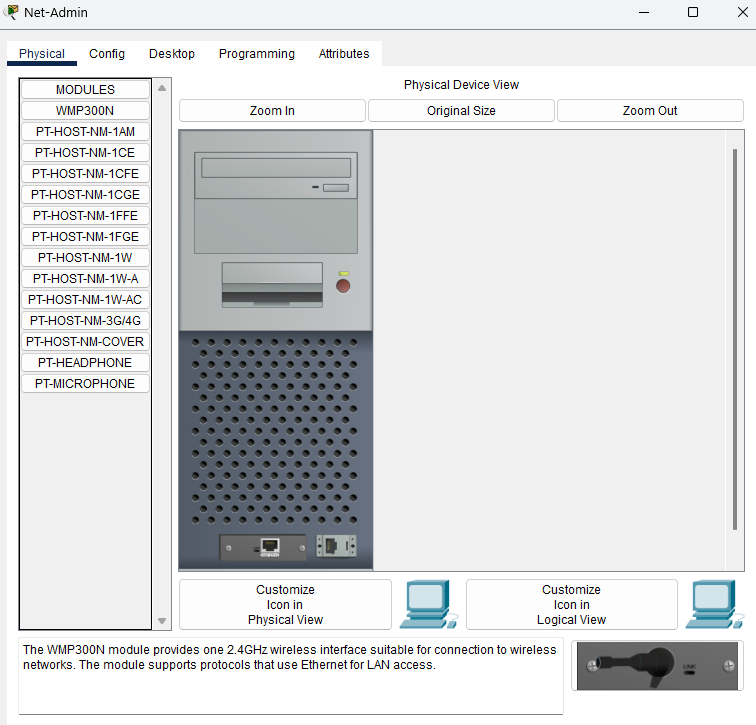 Net-Admin
Physical Config Desktop Programming Attributes
MODULES
WMP300N
PT-HOST-NM-1AM
PT-HOST-NM-1CE
PT-HOST-NM-1CFE
PT-HOST-NM-1CGE
PT-HOST-NM-1FFE
PT-HOST-NM-1FGE
PT-HOST-NM-1W
PT-HOST-NM-1W-A
PT-HOST-NM-1W-AC
PT-HOST-NM-3G/4G
PT-HOST-NM-COVER
PT-HEADPHONE
PT-MICROPHONE
Physical Device View
Zoom In Original Size Zoom Out
Customize
Icon in
Physical View
Customize
Icon in
Logical View
The WMP300N module provides one 2.4GHz wireless interface suitable for connection to wireless
networks. The module supports protocols that use Ethernet for LAN access.
LINK